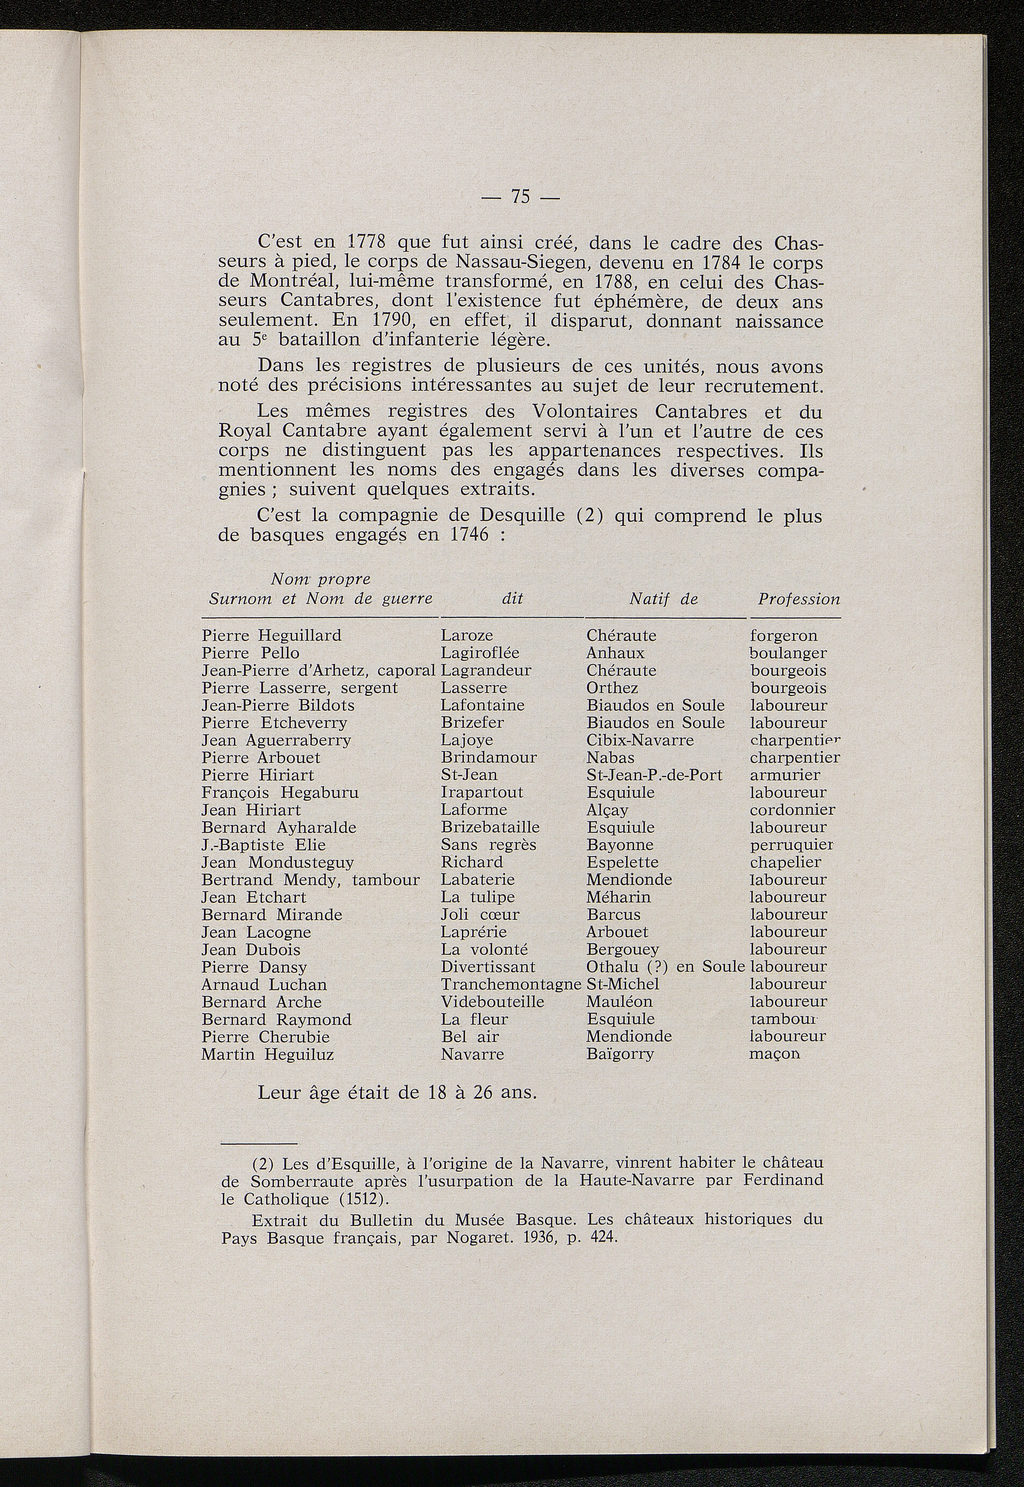 — 75 —
C'est en 1778 que fut ainsi créé, dans le cadre des Chas-
seurs à pied, le corps de Nassau-Siegen, devenu en 1784 le corps
de Montréal, lui-même transformé, en 1788, en celui des Chas-
seurs Cantabres, dont l'existence fut éphémère, de deux ans
seulement. En 1790, en effet, il disparut, donnant naissance
au 5e bataillon d'infanterie légère.
Dans les registres de plusieurs de ces unités, nous avons
noté des précisions intéressantes au sujet de leur recrutement.
Les mêmes registres des Volontaires Cantabres et du
Royal Cantabre ayant également servi à l'un et l'autre de ces
corps ne distinguent pas les appartenances respectives. Ils
mentionnent les noms des engagés dans les diverses compa-
gnies ; suivent quelques extraits.
C'est la compagnie de Desquille (2) qui comprend le plus
de basques engagés en 1746 :
Nom propre
Surnom et Nom de guerre dit Natif de Profession
Pierre Heguillard Laroze Chéraute forgeron
Pierre Pello Lagiroflée Anhaux boulanger
Jean-Pierre d'Arhetz, caporal Lagrandeur Chéraute bourgeois
Pierre Lasserre, sergent Lasserre Orthez bourgeois
Jean-Pierre Bildots Lafontaine Biaudos en Soule laboureur
Pierre Etcheverry Brizefer Biaudos en Soule laboureur
Jean Aguerraberry Lajoye Cibix-Navarre charpentier
Pierre Arbouet Brindamour Nabas charpentier
Pierre Hiriart St-Jean St-Jean-P.-de-Port armurier
François Hegaburu Irapartout Esquiule laboureur
Jean Hiriart Laforme Alçay cordonnier
Bernard Ayharalde Brizebataille Esquiule laboureur
J.-Baptiste Elie Sans regrès Bayonne perruquier
Jean Mondusteguy Richard Espelette chapelier
Bertrand Mendy, tambour Labaterie Mendionde laboureur
Jean Etchart La tulipe Méharin laboureur
Bernard Mirande Joli cœur Barcus laboureur
Jean Lacogne Laprérie Arbouet laboureur
Jean Dubois La volonté Bergouey laboureur
Pierre Dansy Divertissant Othalu (?) en Soule laboureur
Arnaud Luchan Tranchemontagne St-Michel laboureur
Bernard Arche Videbouteille Mauléon laboureur
Bernard Raymond La fleur Esquiule tambour
Pierre Cherubie Bel air Mendionde laboureur
Martin Heguiluz Navarre Baïgorry maçon
Leur âge était de 18 à 26 ans.
(2) Les d'Esquille, à l'origine de la Navarre, vinrent habiter le château
de Somberraute après l'usurpation de la Haute-Navarre par Ferdinand
le Catholique (1512).
Extrait du Bulletin du Musée Basque. Les châteaux historiques du
Pays Basque français, par Nogaret. 1936, p. 424.